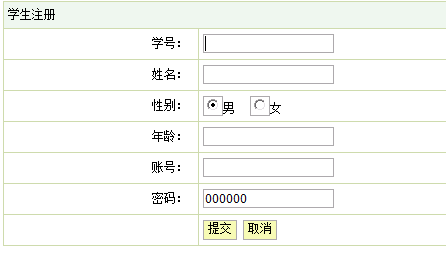 学生注册
学号：
姓名：
性别： 男 女
年龄：
账号：
密码： 000000
提交 取消